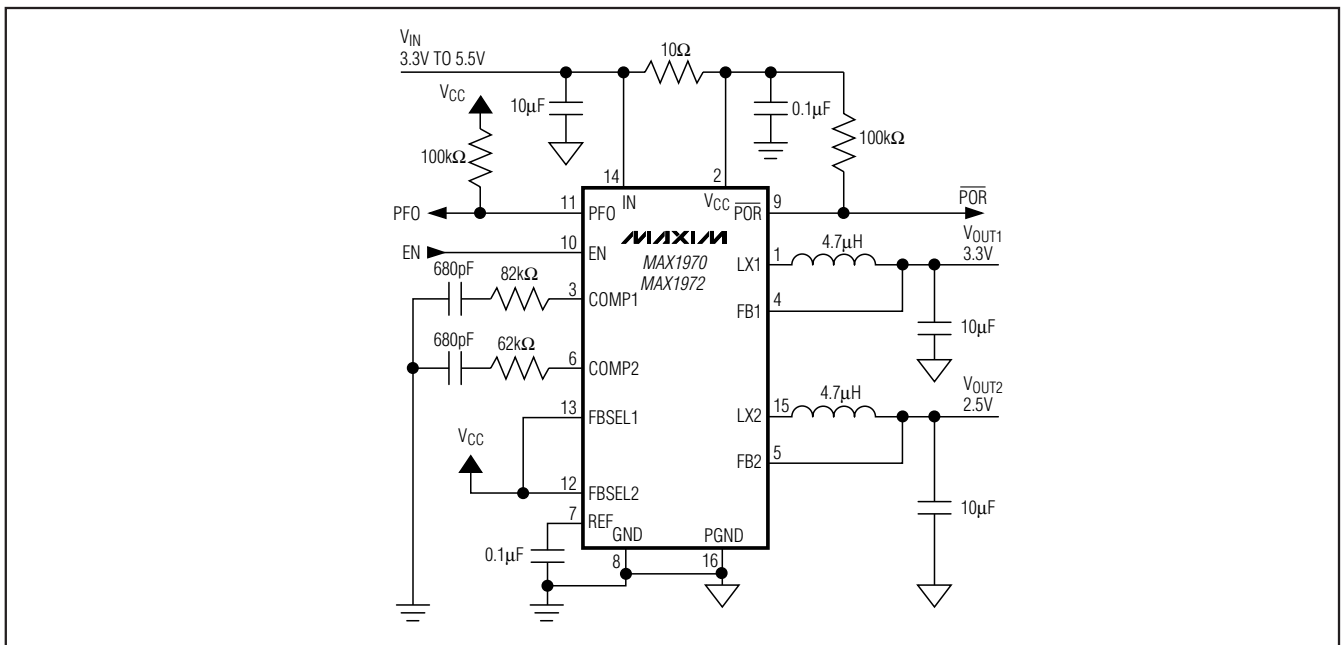 VIN
3.3V TO 5.5V
10Ω
VCC
10µF
0.1µF
100kΩ
100kΩ
14
2
IN
VCC
11
PFO
PFO
POR
9
POR
MAXIM
MAX1970
MAX1972
EN
10
EN
LX1
1
4.7µH
VOUT1
3.3V
680pF
82kΩ
3
COMP1
FB1
4
10µF
680pF
62kΩ
6
COMP2
13
FBSEL1
LX2
15
4.7µH
VOUT2
2.5V
VCC
FB2
5
12
FBSEL2
10µF
7
REF
GND
PGND
0.1µF
8
16